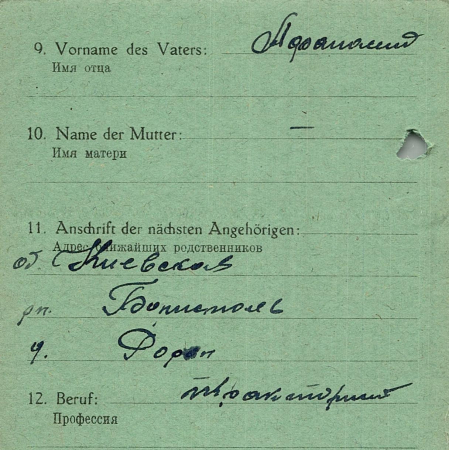 9. Vorname des Vaters: Афанасий
Имя отца
10. Name der Mutter: —
Имя матери
11. Anschrift der nächsten Angehörigen:
Адрес ближайших родственников
об. Киевская
рн. Борисполь
12. Beruf: тракторист
Профессия